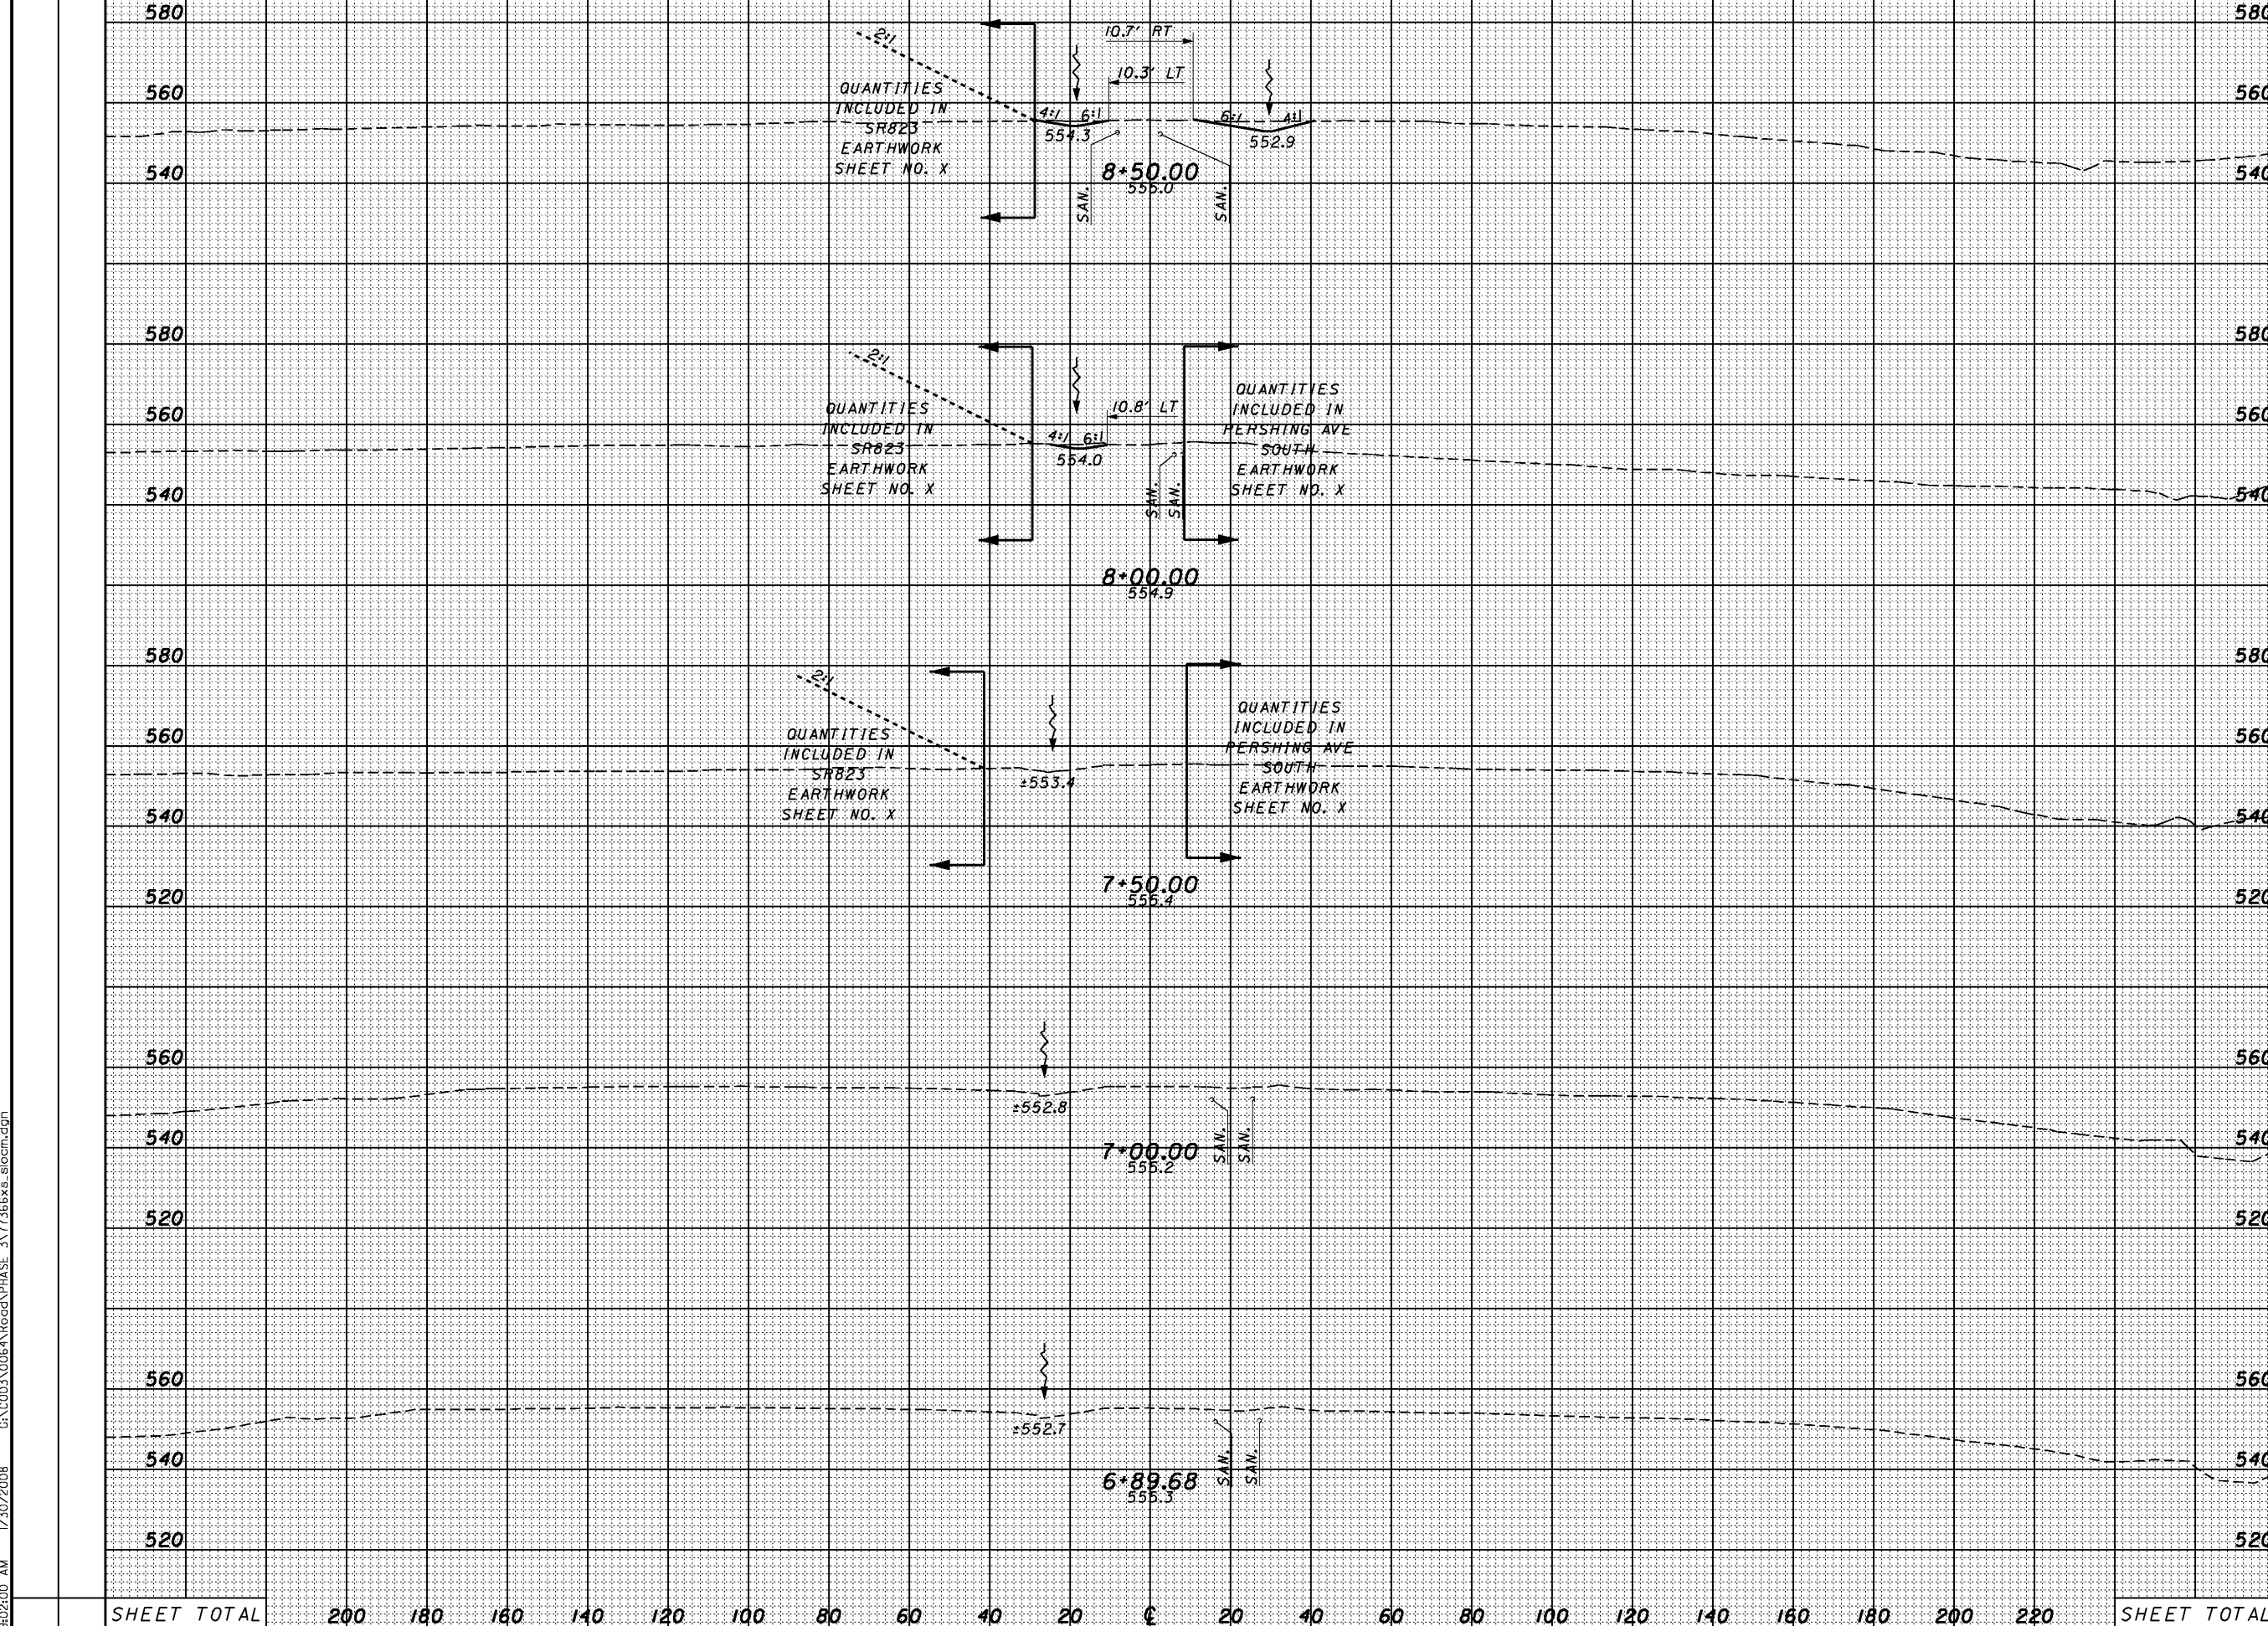 580
580
10.7' RT
2:1
10.3' LT
QUANTITIES
INCLUDED IN
SR823
EARTHWORK
SHEET NO. X
560
560
4:1 6:1
6:1 4:1
554.3
552.9
8+50.00
555.0
SAN.
SAN.
540
540
580
580
2:1
QUANTITIES
INCLUDED IN
SR823
EARTHWORK
SHEET NO. X
10.8' LT
QUANTITIES
INCLUDED IN
PERSHING AVE
SOUTH
EARTHWORK
SHEET NO. X
560
560
4:1 6:1
554.0
SAN.
SAN.
540
540
8+00.00
554.9
580
580
2:1
QUANTITIES
INCLUDED IN
SR823
EARTHWORK
SHEET NO. X
QUANTITIES
INCLUDED IN
PERSHING AVE
SOUTH
EARTHWORK
SHEET NO. X
560
560
±553.4
540
540
7+50.00
555.4
520
520
560
560
±552.8
SAN.
SAN.
540
540
7+00.00
555.2
520
520
560
560
±552.7
SAN.
SAN.
540
540
6+89.68
555.3
520
520
SHEET TOTAL 200 180 160 140 120 100 80 60 40 20 ℄ 20 40 60 80 100 120 140 160 180 200 220 SHEET TOTAL
1/30/2008